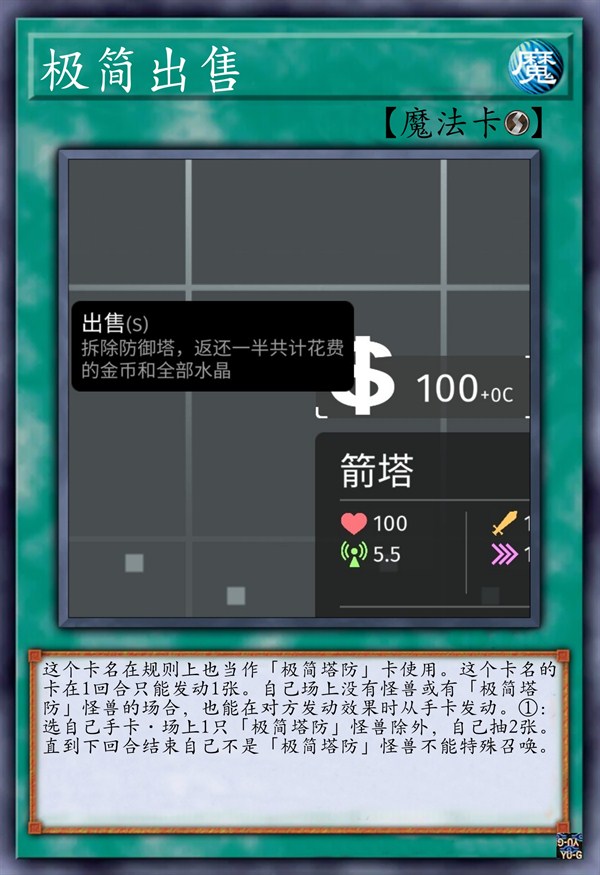 极简出售
魔
【魔法卡】
出售(S)
拆除防御塔，返还一半共计花费
的金币和全部水晶
$ 100+0C
箭塔
100
5.5
这个卡名在规则上也当作「极简塔防」卡使用。这个卡名的
卡在1回合只能发动1张。自己场上没有怪兽或有「极简塔
防」怪兽的场合，也能在对方发动效果时从手卡发动。①：
选自己手卡·场上1只「极简塔防」怪兽除外，自己抽2张。
直到下回合结束自己不是「极简塔防」怪兽不能特殊召唤。